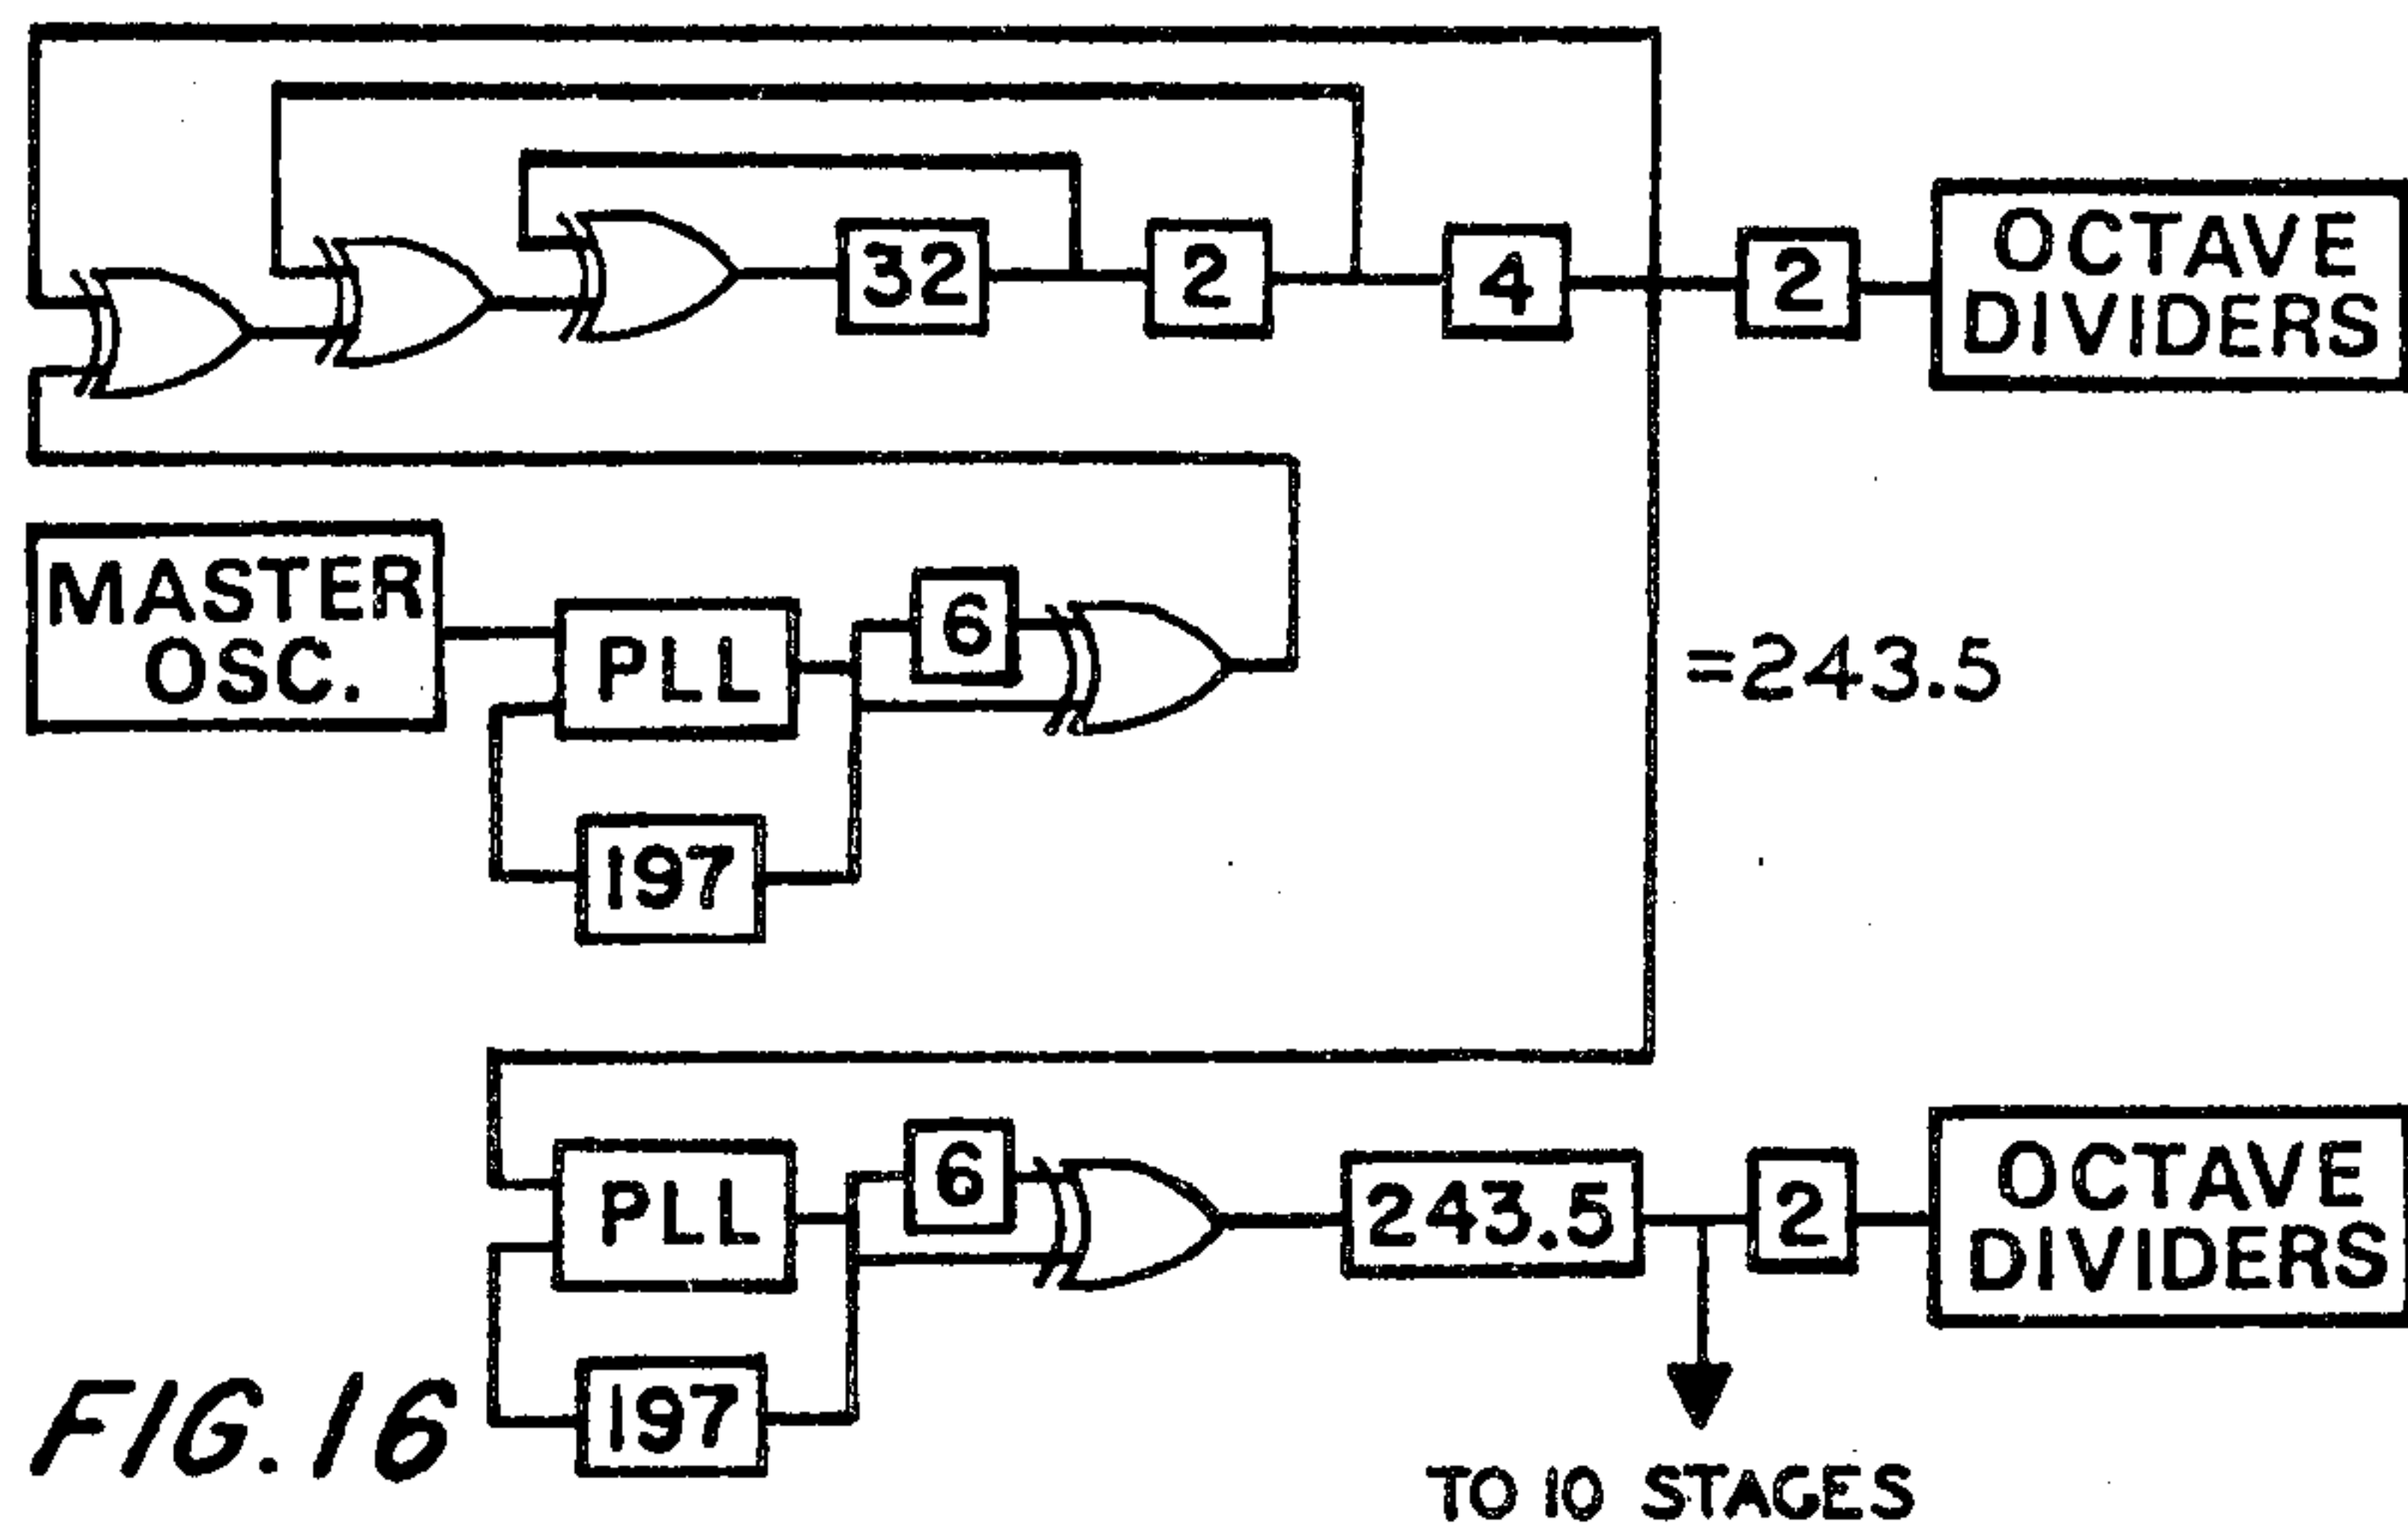 32
2
4
2
OCTAVE
DIVIDERS
MASTER
OSC.
PLL
6
=243.5
197
PLL
6
243.5
2
OCTAVE
DIVIDERS
197
FIG. 16
TO 10 STAGES